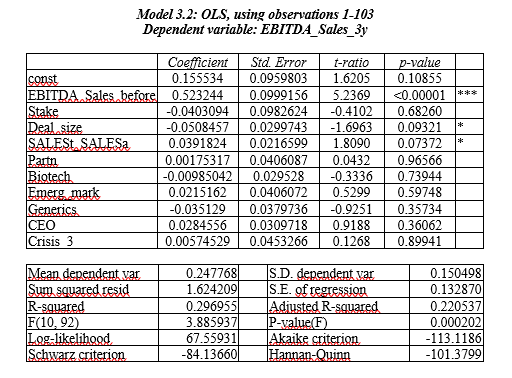 Model 3.2: OLS, using observations 1-103
Dependent variable: EBITDA_Sales_3y
Coefficient Std. Error t-ratio p-value
const 0.155534 0.0959803 1.6205 0.10855
EBITDA_Sales_before 0.523244 0.0999156 5.2369 <0.00001 ***
Stake -0.0403094 0.0982624 -0.4102 0.68260
Deal_size -0.0508457 0.0299743 -1.6963 0.09321 *
SALESt_SALESa 0.0391824 0.0216599 1.8090 0.07372 *
Partn 0.00175317 0.0406087 0.0432 0.96566
Biotech -0.00985042 0.029528 -0.3336 0.73944
Emerg_mark 0.0215162 0.0406072 0.5299 0.59748
Generics -0.035129 0.0379736 -0.9251 0.35734
CEO 0.0284556 0.0309718 0.9188 0.36062
Crisis_3 0.00574529 0.0453266 0.1268 0.89941
Mean dependent var 0.247768 S.D. dependent var 0.150498
Sum squared resid 1.624209 S.E. of regression 0.132870
R-squared 0.296955 Adjusted R-squared 0.220537
F(10, 92) 3.885937 P-value(F) 0.000202
Log-likelihood 67.55931 Akaike criterion -113.1186
Schwarz criterion -84.13660 Hannan-Quinn -101.3799